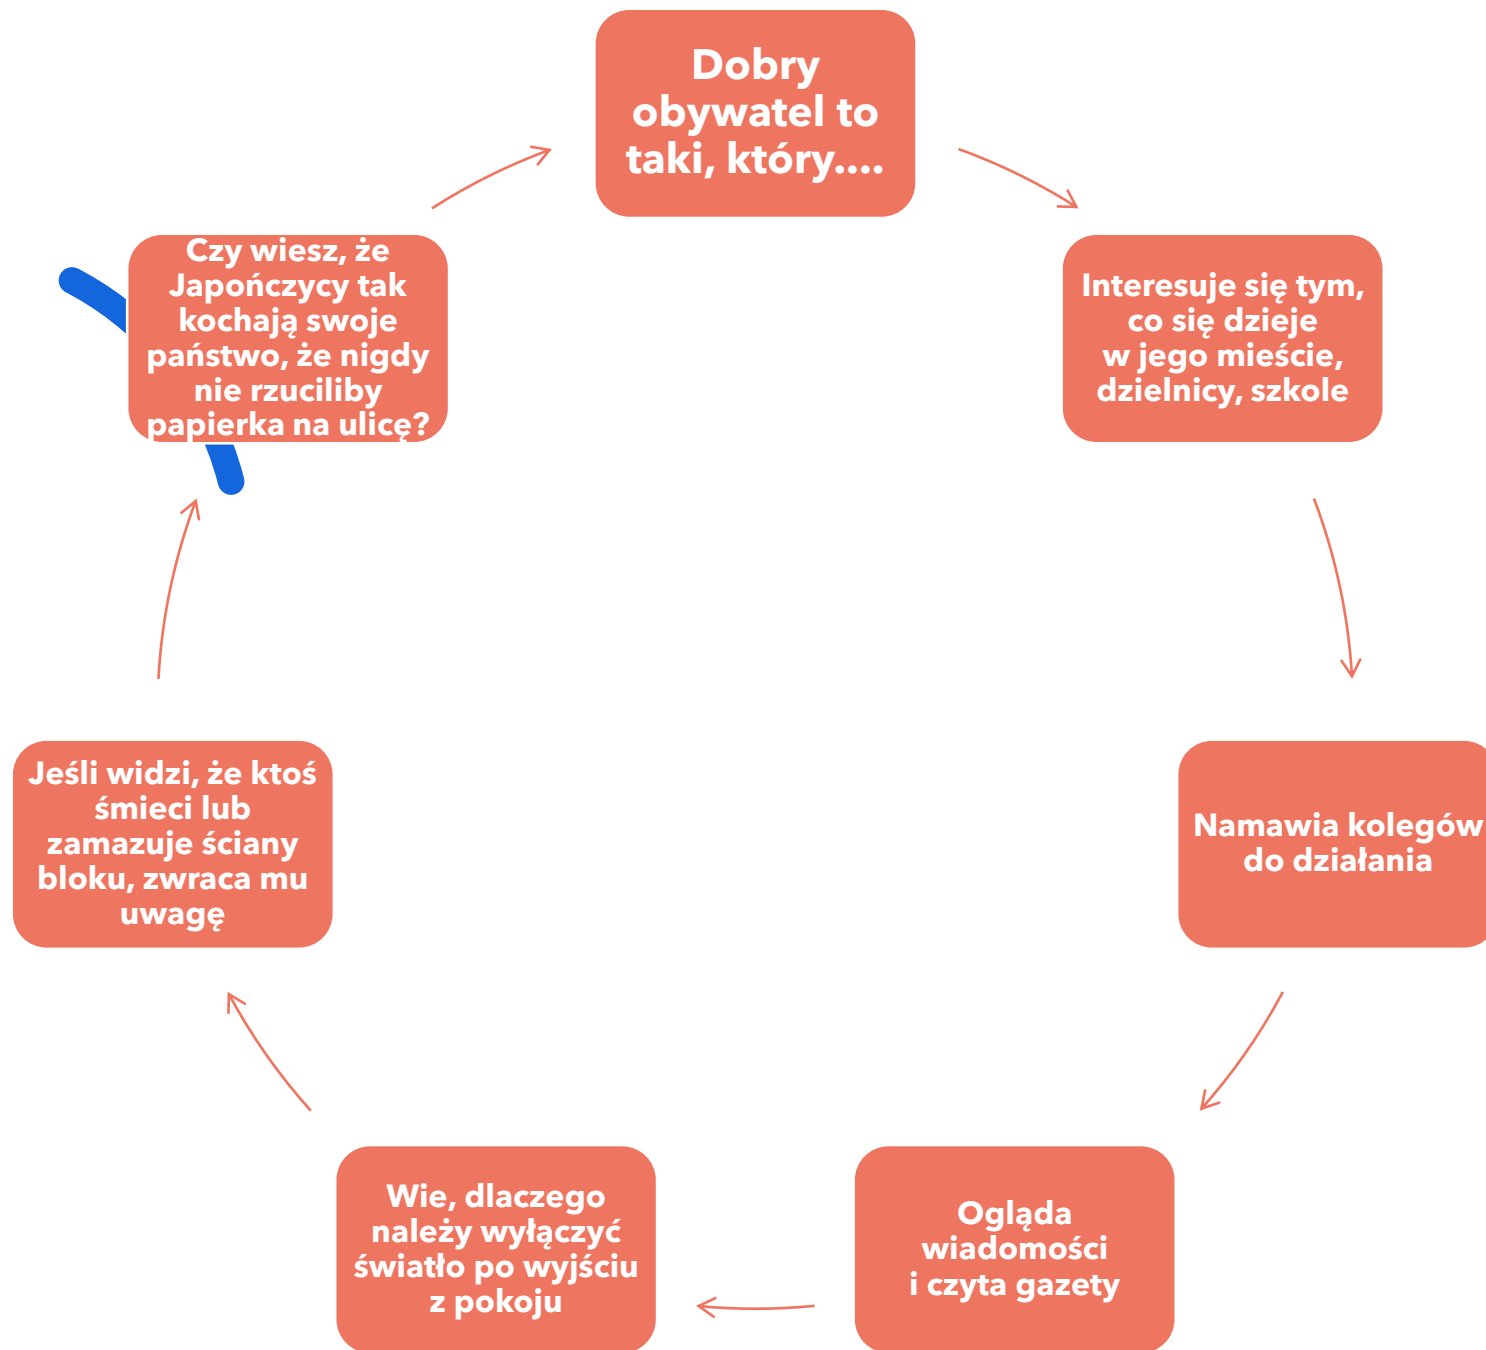 Dobry
obywatel to
taki, który....
Interesuje się tym,
co się dzieje
w jego mieście,
dzielnicy, szkole
Namawia kolegów
do działania
Ogląda
wiadomości
i czyta gazety
Wie, dlaczego
należy wyłączyć
światło po wyjściu
z pokoju
Jeśli widzi, że ktoś
śmieci lub
zamazuje ściany
bloku, zwraca mu
uwagę
Czy wiesz, że
Japończycy tak
kochają swoje
państwo, że nigdy
nie rzuciliby
papierka na ulicę?